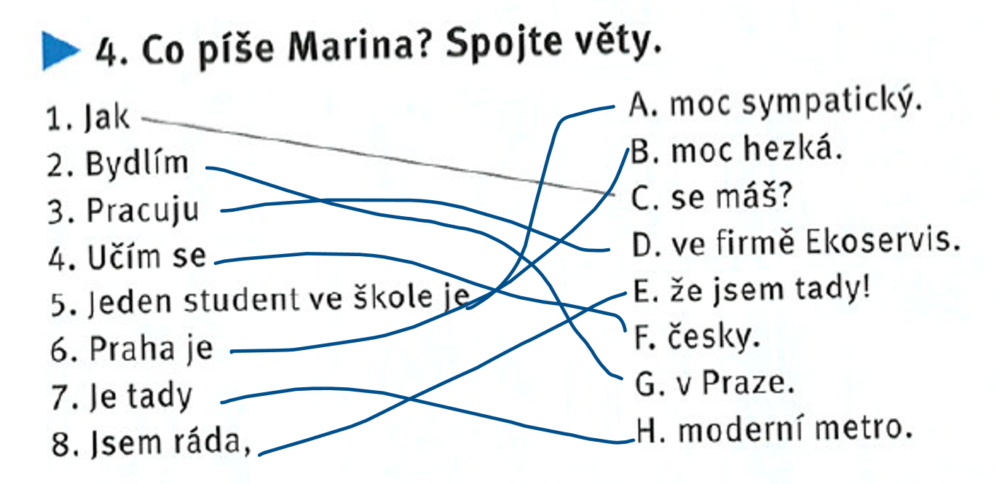 4. Co píše Marina? Spojte věty.
1. Jak
2. Bydlím
3. Pracuju
4. Učím se
5. Jeden student ve škole je
6. Praha je
7. Je tady
8. Jsem ráda,
A. moc sympatický.
B. moc hezká.
C. se máš?
D. ve firmě Ekoservis.
E. že jsem tady!
F. česky.
G. v Praze.
H. moderní metro.